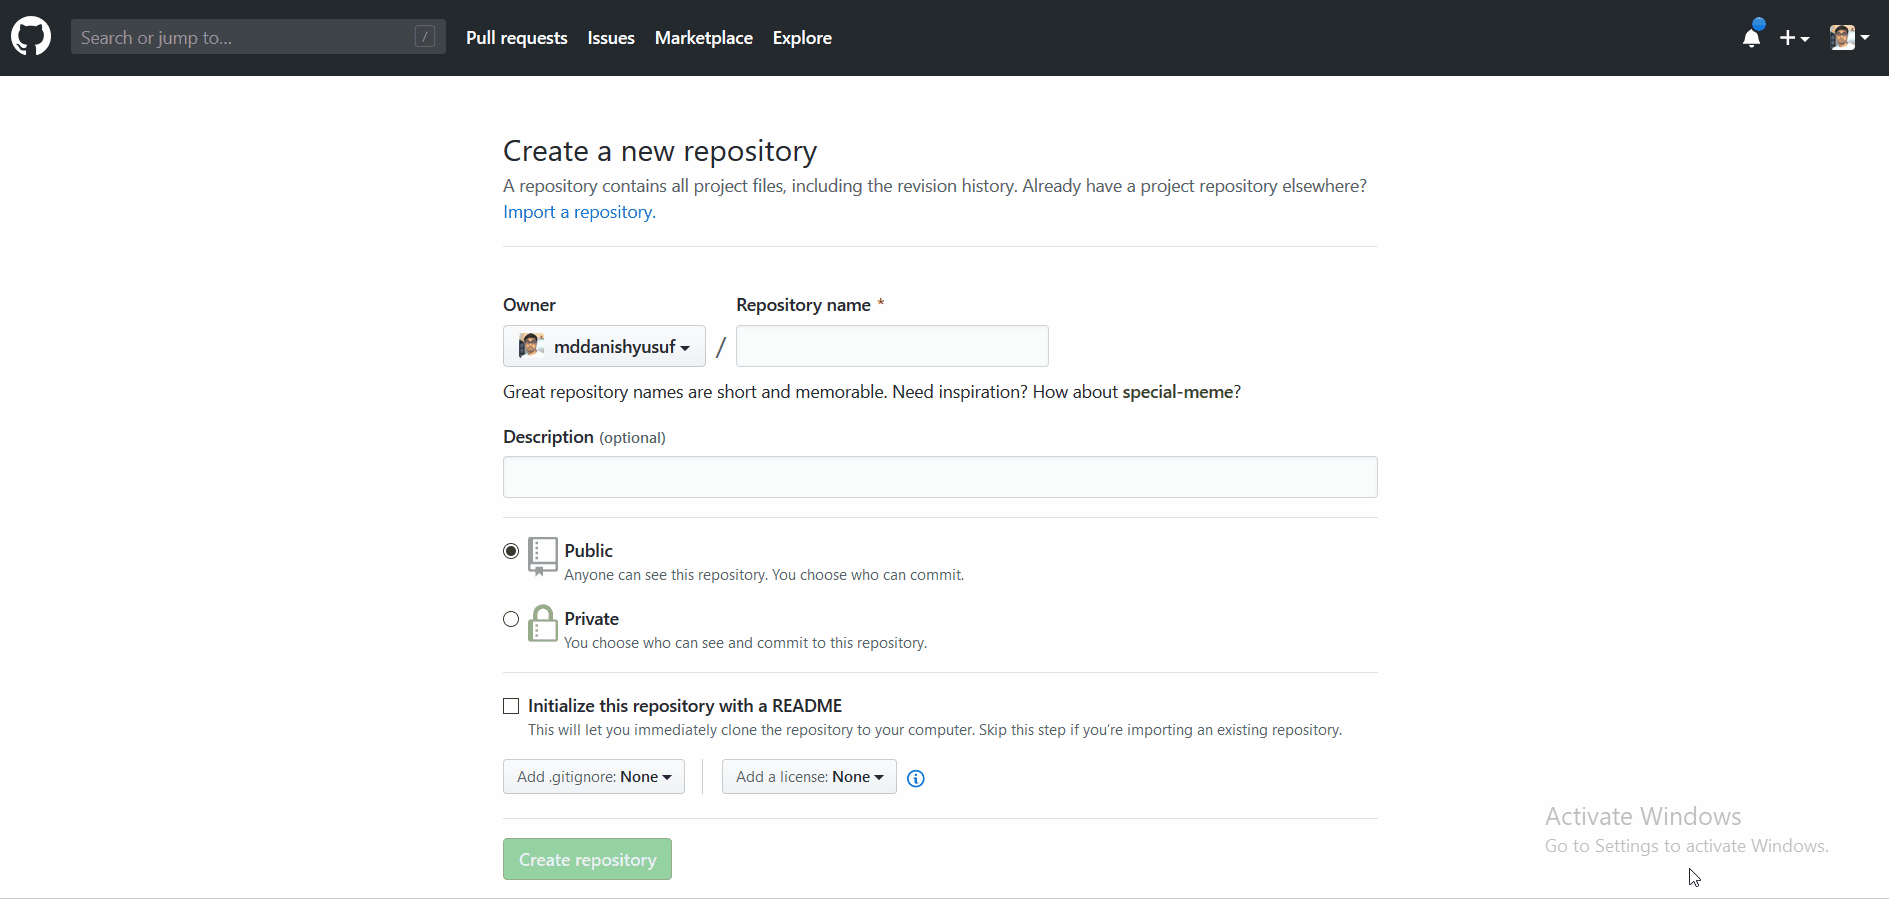 Search or jump to... /
Pull requests Issues Marketplace Explore
Create a new repository
A repository contains all project files, including the revision history. Already have a project repository elsewhere?
Import a repository.
Owner Repository name *
mddanishyusuf /
Great repository names are short and memorable. Need inspiration? How about special-meme?
Description (optional)
Public
Anyone can see this repository. You choose who can commit.
Private
You choose who can see and commit to this repository.
Initialize this repository with a README
This will let you immediately clone the repository to your computer. Skip this step if you’re importing an existing repository.
Add .gitignore: None Add a license: None
Create repository
Activate Windows
Go to Settings to activate Windows.